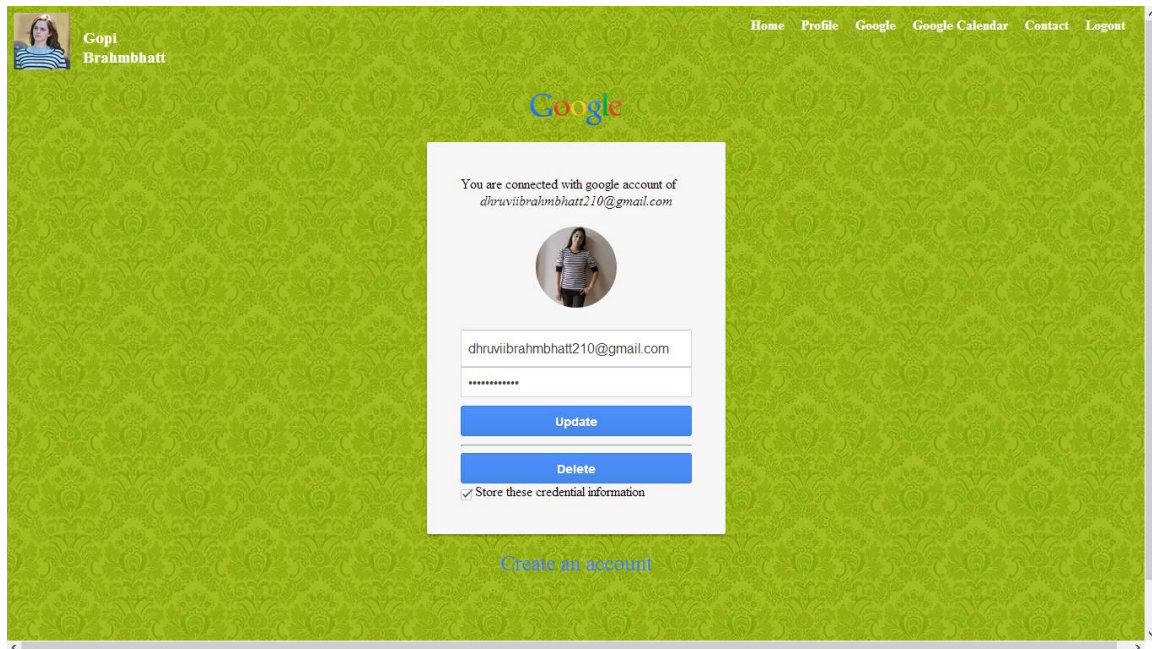 Gopi
Brahmbhatt
Home Profile Google Google Calendar Contact Logout
Google
You are connected with google account of
dhruviibrahmbhatt210@gmail.com
dhruviibrahmbhatt210@gmail.com
••••••••••••
Update
Delete
Store these credential information
Create an account